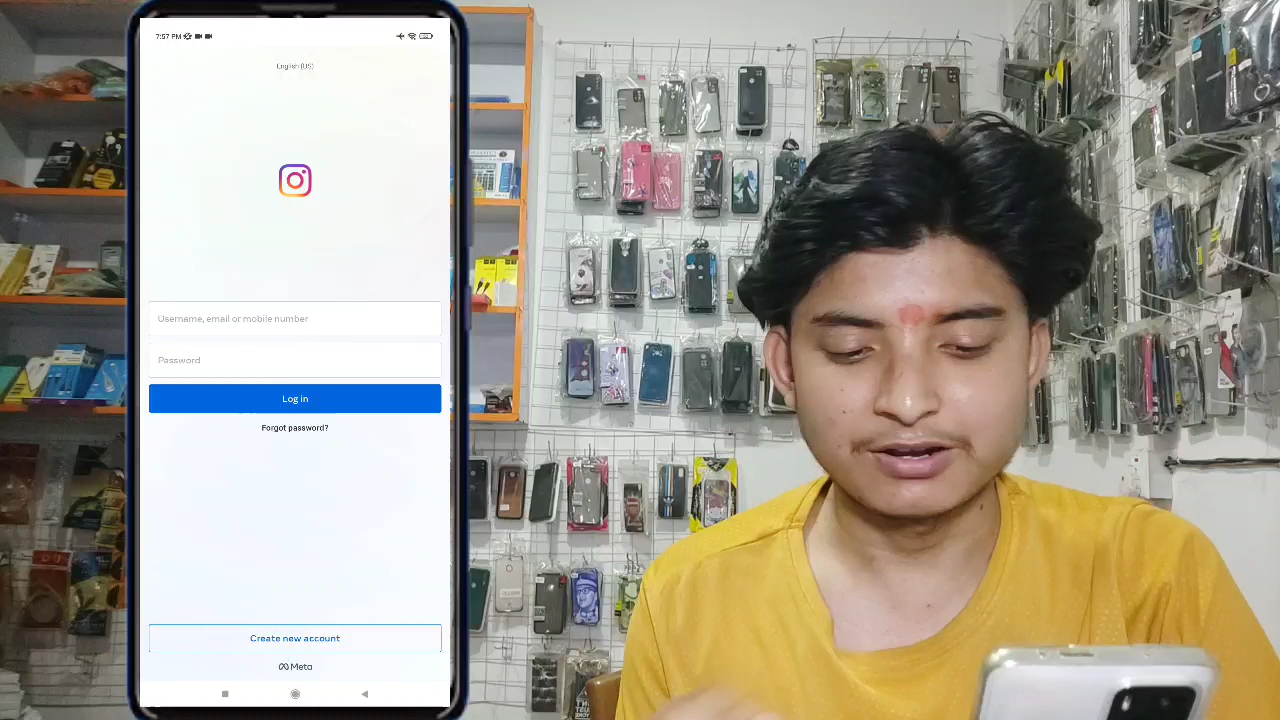 7:57 PM
English (US)
Username, email or mobile number
Password
Log in
Forgot password?
Create new account
Meta